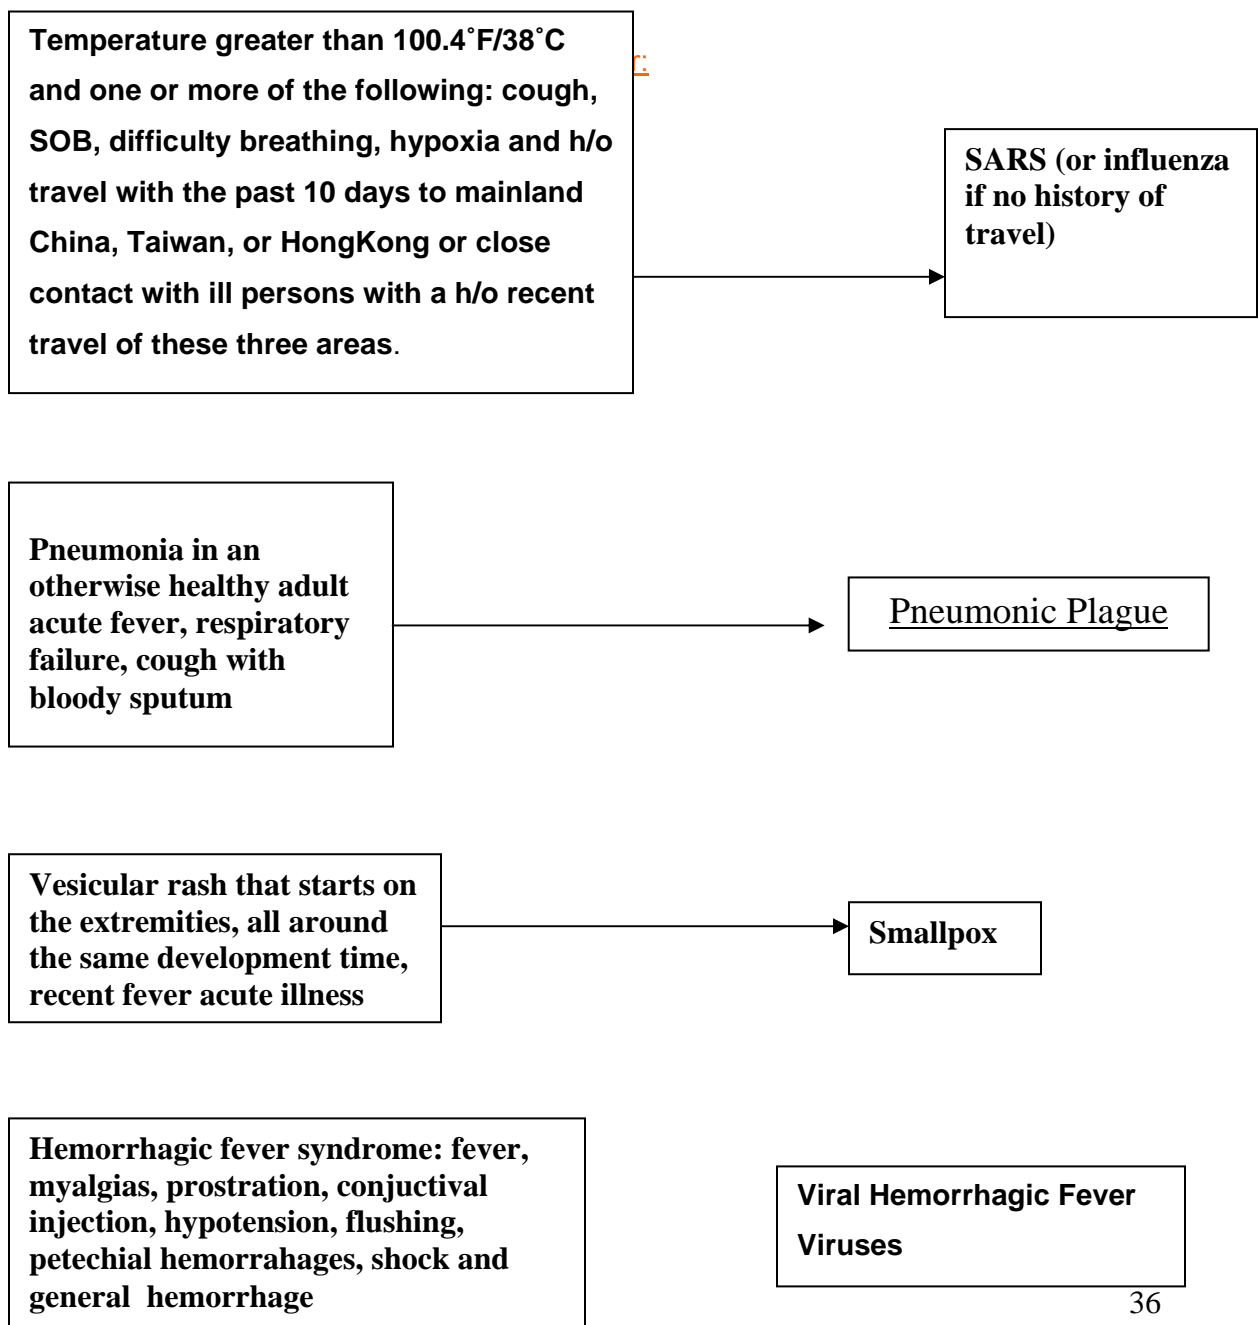 Temperature greater than 100.4˚F/38˚C
and one or more of the following: cough,
SOB, difficulty breathing, hypoxia and h/o
travel with the past 10 days to mainland
China, Taiwan, or HongKong or close
contact with ill persons with a h/o recent
travel of these three areas.
SARS (or influenza
if no history of
travel)
Pneumonia in an
otherwise healthy adult
acute fever, respiratory
failure, cough with
bloody sputum
Pneumonic Plague
Vesicular rash that starts on
the extremities, all around
the same development time,
recent fever acute illness
Smallpox
Hemorrhagic fever syndrome: fever,
myalgias, prostration, conjuctival
injection, hypotension, flushing,
petechial hemorrahages, shock and
general hemorrhage
Viral Hemorrhagic Fever
Viruses
36